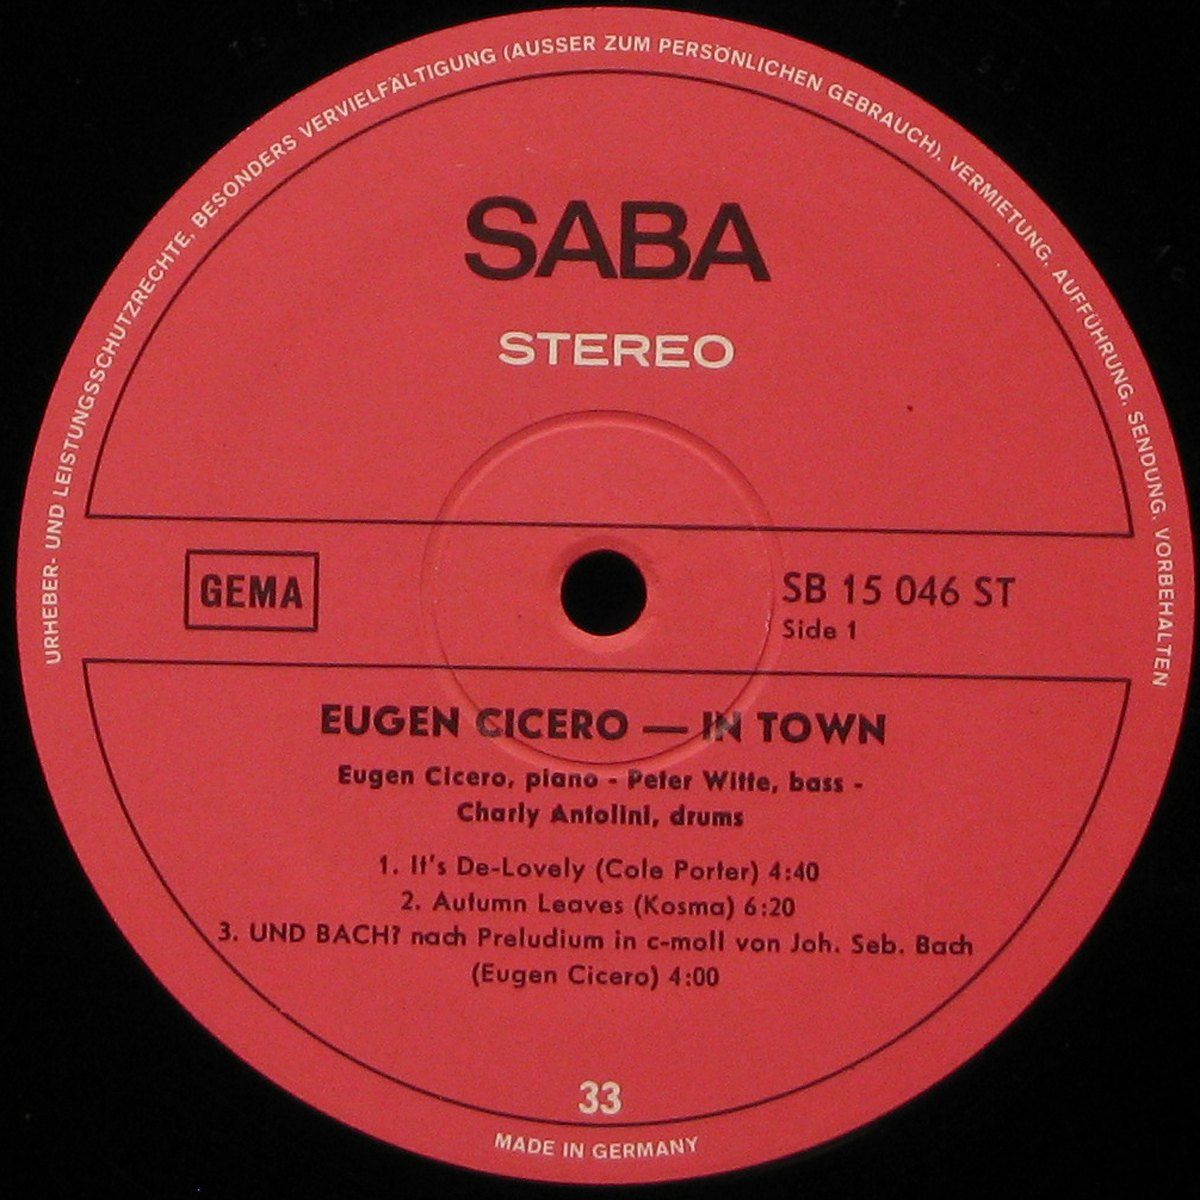 URHEBER- UND LEISTUNGSSCHUTZRECHTE, BESONDERS VERVIELFÄLTIGUNG (AUSSER ZUM PERSÖNLICHEN GEBRAUCH), VERMIETUNG, AUFFÜHRUNG, SENDUNG, VORBEHALTEN
SABA
STEREO
GEMA
SB 15 046 ST
Side 1
EUGEN CICERO — IN TOWN
Eugen Cicero, piano - Peter Witte, bass -
Charly Antolini, drums
1. It's De-Lovely (Cole Porter) 4:40
2. Autumn Leaves (Kosma) 6:20
3. UND BACH? nach Preludium in c-moll von Joh. Seb. Bach
(Eugen Cicero) 4:00
33
MADE IN GERMANY